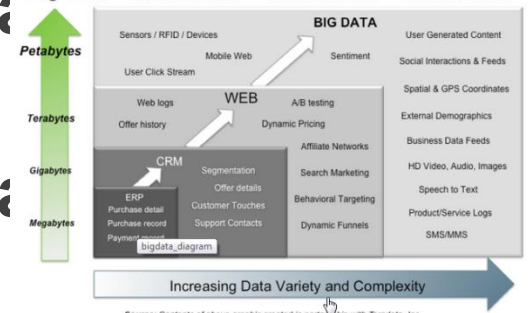 BIG DATA
Sensors / RFID / Devices
User Generated Content
Petabytes
Mobile Web
Sentiment
Social Interactions & Feeds
User Click Stream
Spatial & GPS Coordinates
WEB
Web logs
A/B testing
External Demographics
Terabytes
Offer history
Dynamic Pricing
Business Data Feeds
Affiliate Networks
CRM
HD Video, Audio, Images
Gigabytes
Segmentation
Search Marketing
Speech to Text
Offer details
ERP
Customer Touches
Behavioral Targeting
Product/Service Logs
Purchase detail
Megabytes
Purchase record
Support Contacts
Dynamic Funnels
SMS/MMS
Payment record
bigdata_diagram
Increasing Data Variety and Complexity